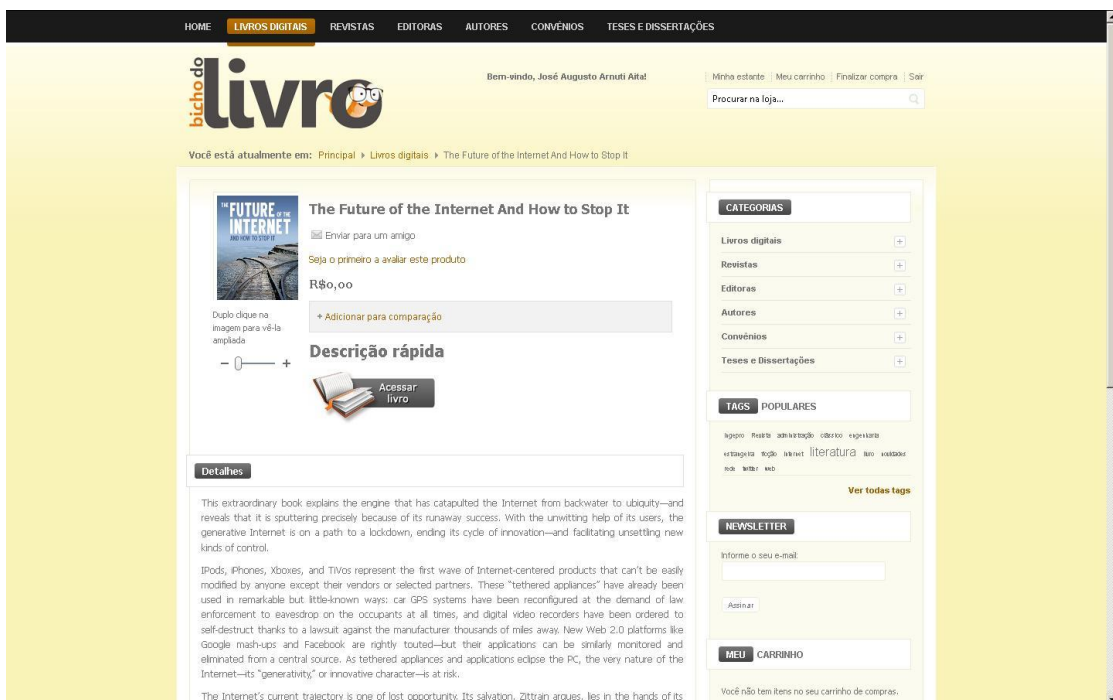 HOME LIVROS DIGITAIS REVISTAS EDITORAS AUTORES CONVÊNIOS TESES E DISSERTAÇÕES
bicho do livro
Bem-vindo, José Augusto Arnuti Aita!
Minha estante Meu carrinho Finalizar compra Sair
Procurar na loja...
Você está atualmente em: Principal Livros digitais The Future of the Internet And How to Stop It
THE FUTURE OF THE
INTERNET
AND HOW TO STOP IT
The Future of the Internet And How to Stop It
Enviar para um amigo
Seja o primeiro a avaliar este produto
R$0,00
+ Adicionar para comparação
Duplo clique na
imagem para vê-la
ampliada
Descrição rápida
Acessar
livro
Detalhes
This extraordinary book explains the engine that has catapulted the Internet from backwater to ubiquity—and
reveals that it is sputtering precisely because of its runaway success. With the unwitting help of its users, the
generative Internet is on a path to a lockdown, ending its cycle of innovation—and facilitating unsettling new
kinds of control.
IPods, iPhones, Xboxes, and TiVos represent the first wave of Internet-centered products that can't be easily
modified by anyone except their vendors or selected partners. These “tethered appliances” have already been
used in remarkable but little-known ways: car GPS systems have been reconfigured at the demand of law
enforcement to eavesdrop on the occupants at all times, and digital video recorders have been ordered to
self-destruct thanks to a lawsuit against the manufacturer thousands of miles away. New Web 2.0 platforms like
Google mash-ups and Facebook are rightly touted—but their applications can be similarly monitored and
eliminated from a central source. As tethered appliances and applications eclipse the PC, the very nature of the
Internet—its “generativity,” or innovative character—is at risk.
The Internet's current trajectory is one of lost opportunity. Its salvation, Zittrain argues, lies in the hands of its
CATEGORIAS
Livros digitais
Revistas
Editoras
Autores
Convênios
Teses e Dissertações
TAGS POPULARES
Ingepro Revista administração clássico engenharia
estrangeira ficção Internet literatura livro novidades
rede twitter web
Ver todas tags
NEWSLETTER
Informe o seu e-mail:
Assinar
MEU CARRINHO
Você não tem itens no seu carrinho de compras.